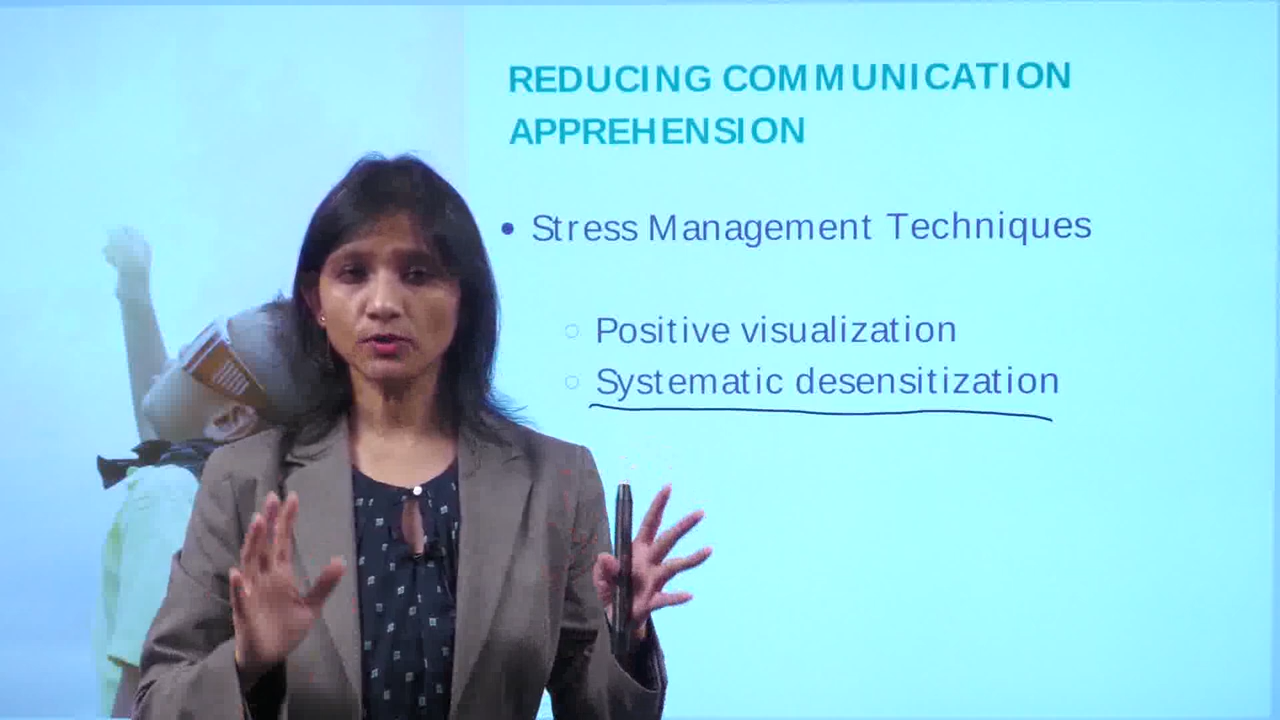 REDUCING COMMUNICATION
APPREHENSION
• Stress Management Techniques
○ Positive visualization
○ Systematic desensitization